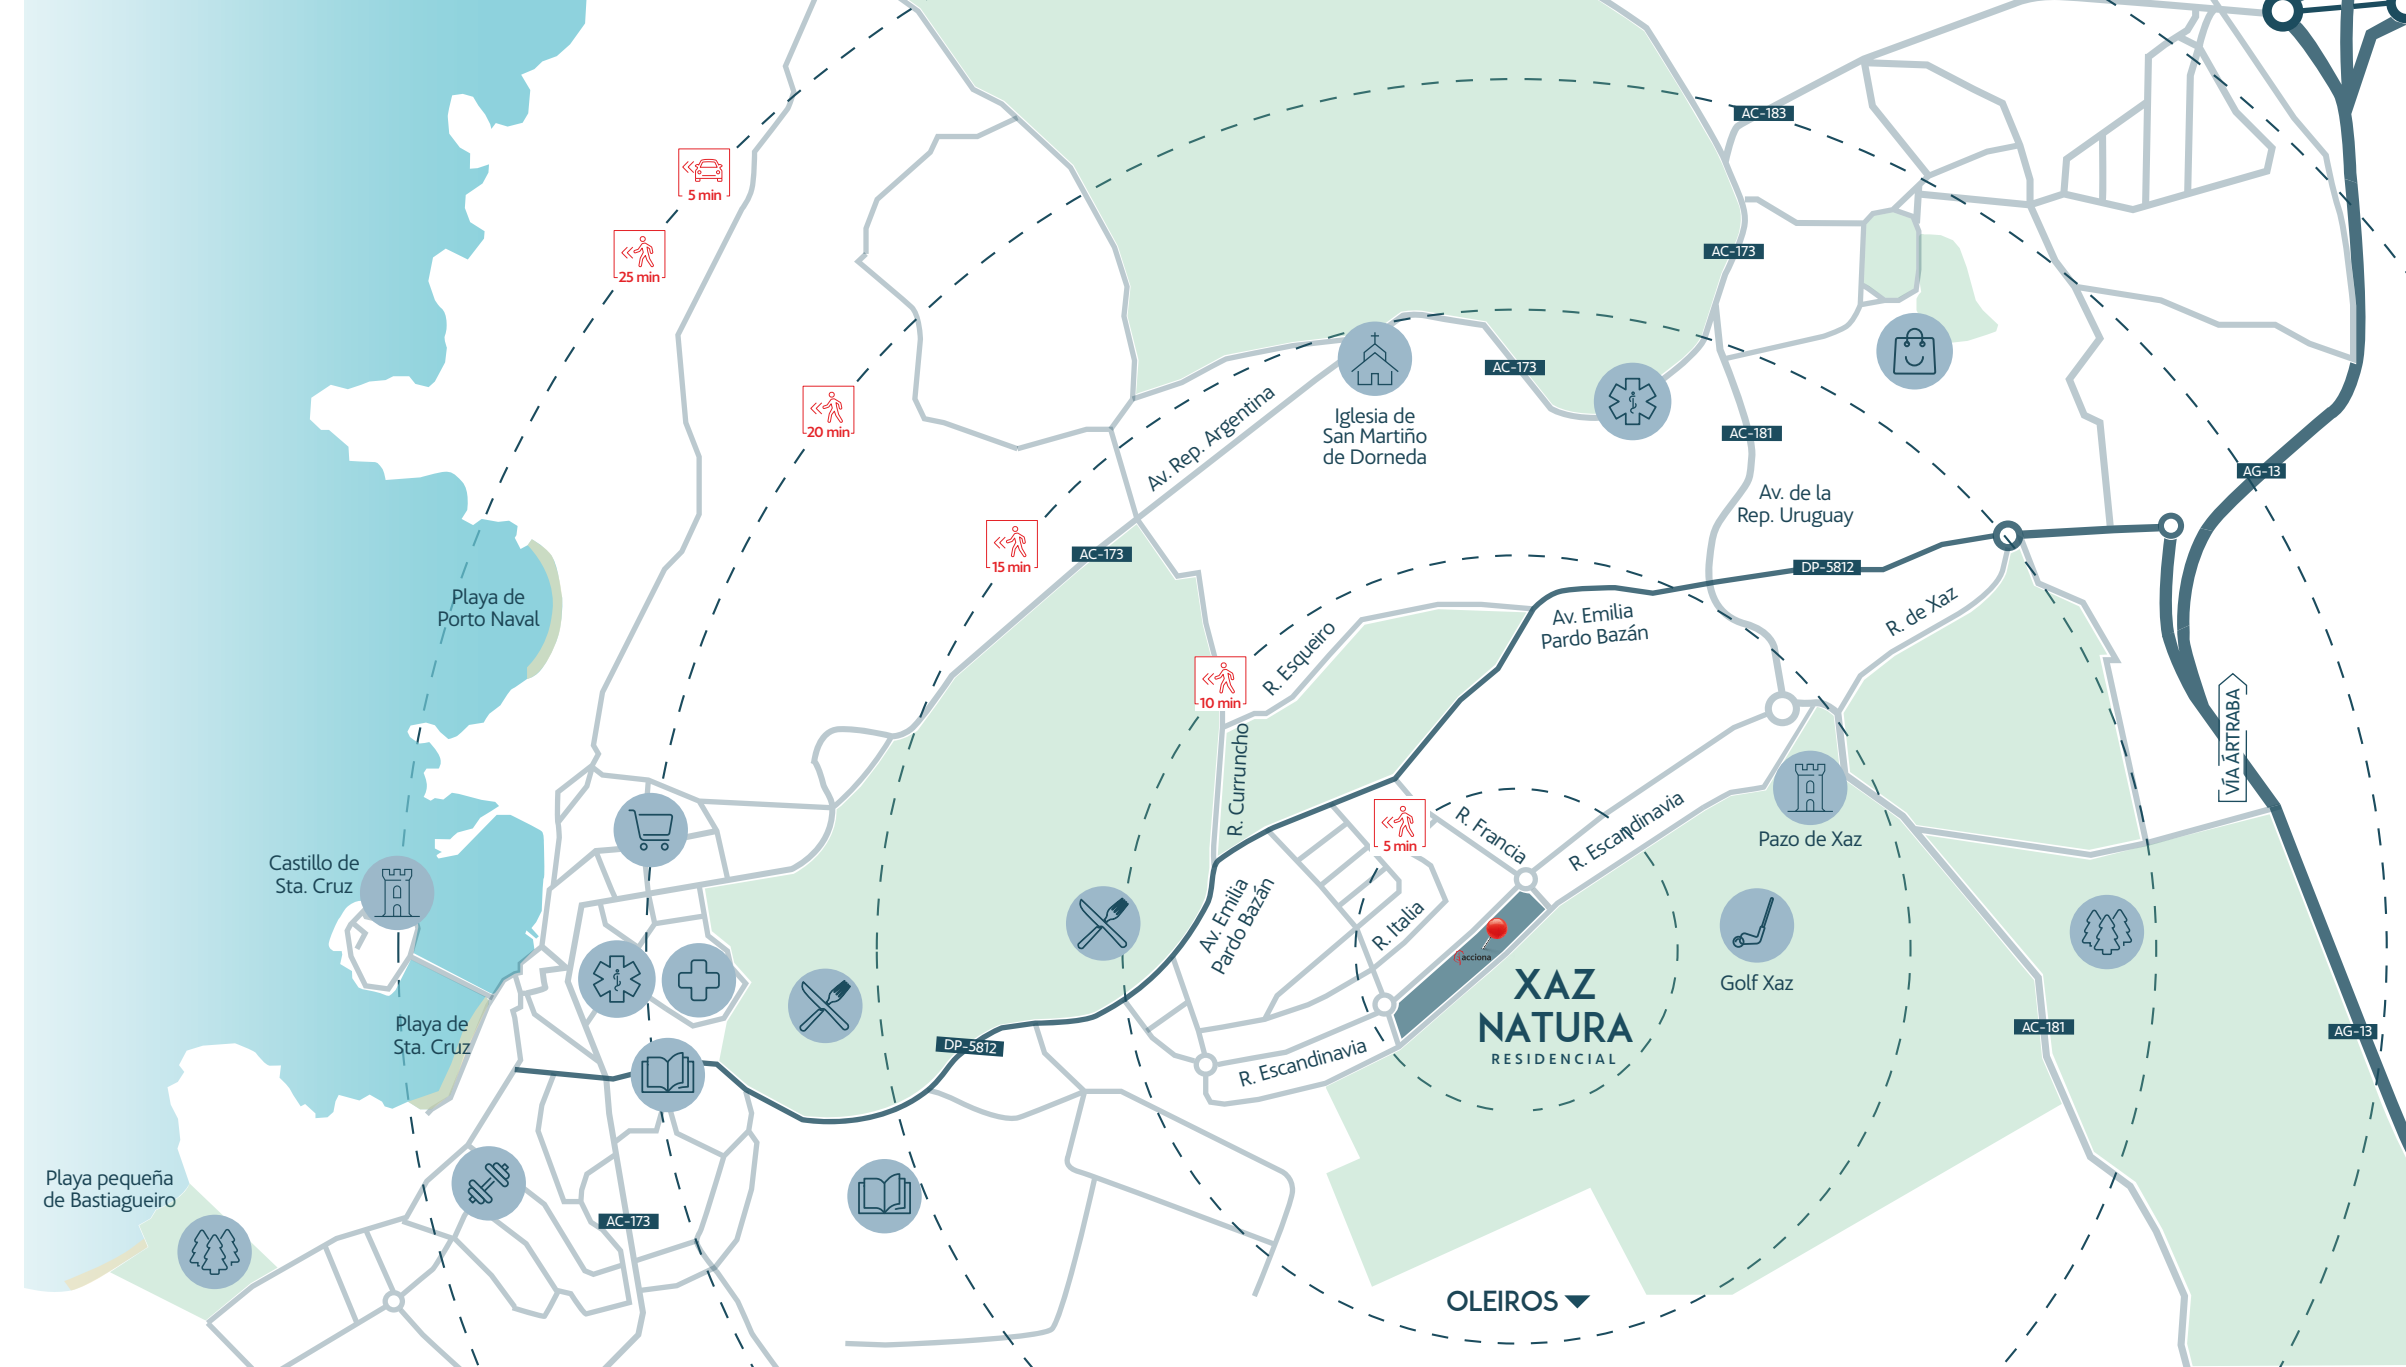 AC-183
5 min
25 min
AC-173
Iglesia de
San Martiño
de Dorneda
AC-173
Av. Rep. Argentina
20 min
AC-181
AG-13
Av. de la
Rep. Uruguay
15 min
AC-173
DP-5812
Playa de
Porto Naval
Av. Emilia
Pardo Bazán
R. de Xaz
R. Esqueiro
10 min
VÍA ÁRTRABA
R. Curruncho
5 min
R. Francia
R. Escandinavia
Pazo de Xaz
Castillo de
Sta. Cruz
Av. Emilia
Pardo Bazán
R. Italia
acciona
XAZ
NATURA
RESIDENCIAL
Golf Xaz
Playa de
Sta. Cruz
DP-5812
R. Escandinavia
AC-181
AG-13
Playa pequeña
de Bastiagueiro
AC-173
OLEIROS